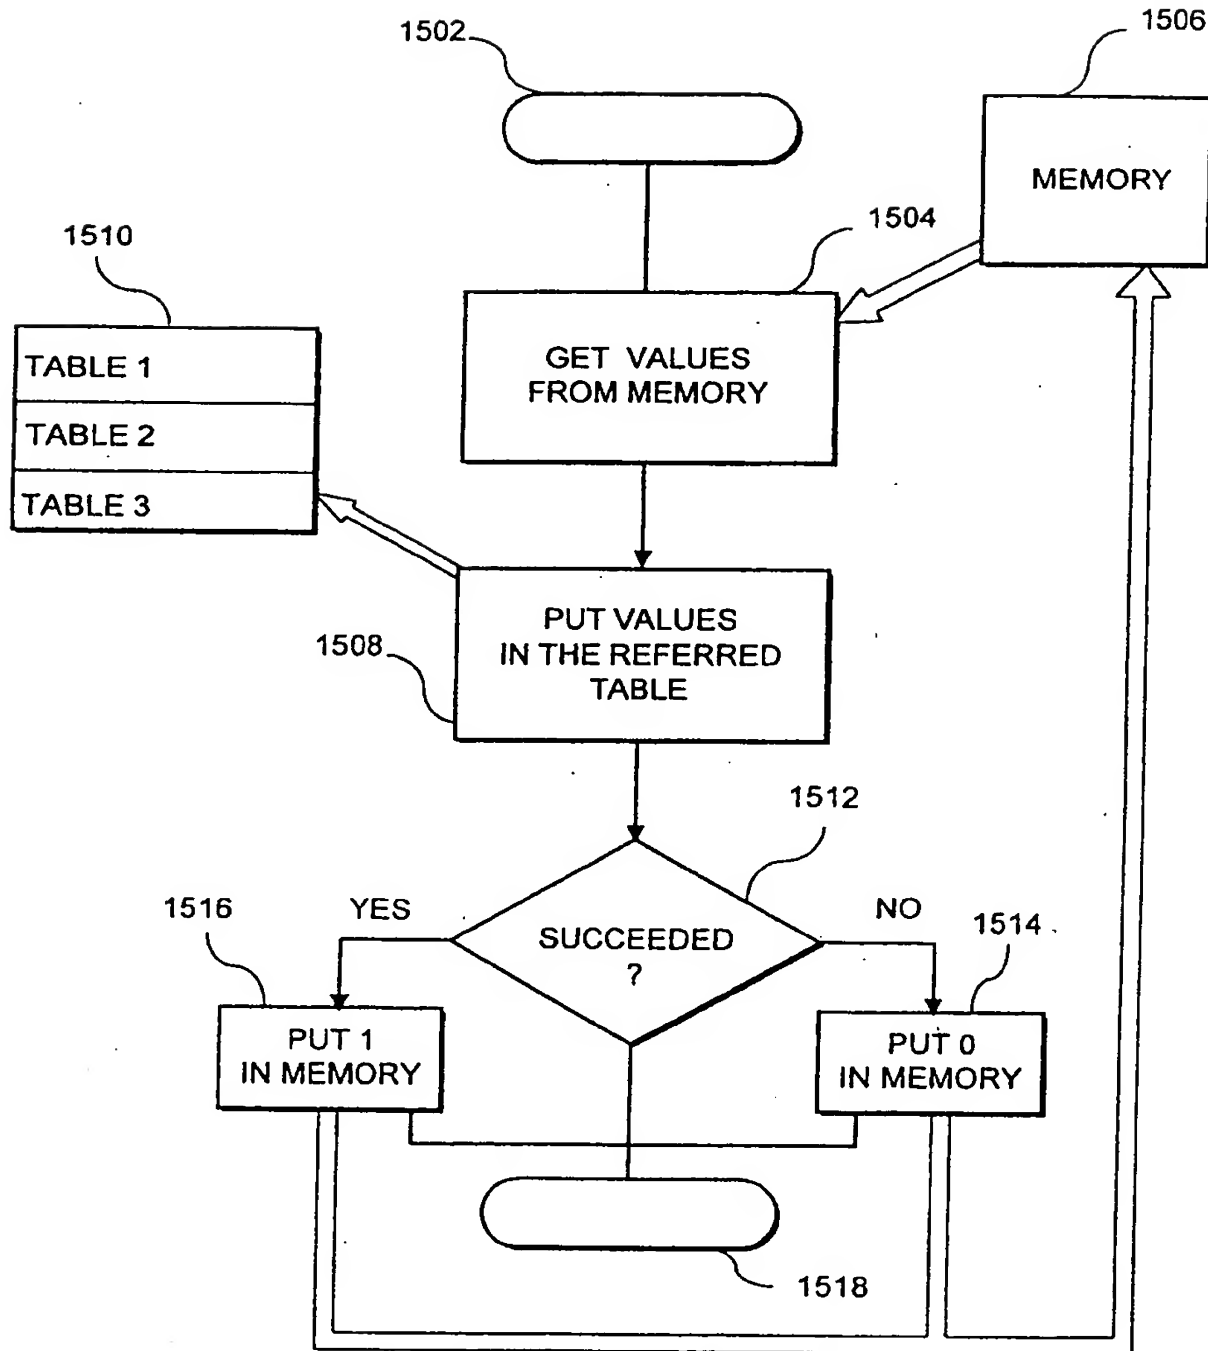 1502
1506
MEMORY
1504
1510
GET VALUES
FROM MEMORY
TABLE 1
TABLE 2
TABLE 3
PUT VALUES
IN THE REFERRED
TABLE
1508
1512
1516
YES
NO
SUCCEEDED
?
1514
PUT 1
IN MEMORY
PUT 0
IN MEMORY
1518